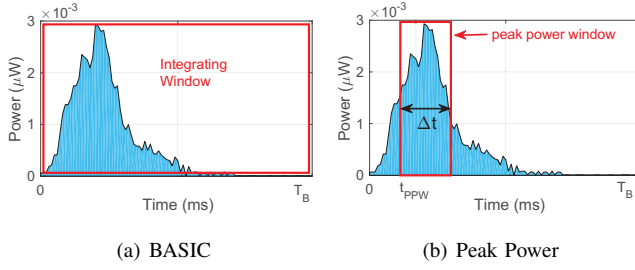 ×10⁻³
3
2
1
0
Power (μW)
Integrating
Window
0
T_B
Time (ms)
(a) BASIC
×10⁻³
3
2
1
0
Power (μW)
peak power window
Δt
0
t_PPW
T_B
Time (ms)
(b) Peak Power